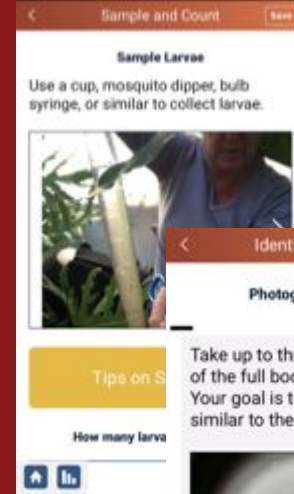 Sample and Count
Save
Sample Larvae
Use a cup, mosquito dipper, bulb
syringe, or similar to collect larvae.
Tips on S
How many larva
Ident
Photog
Take up to th
of the full bod
Your goal is t
similar to the